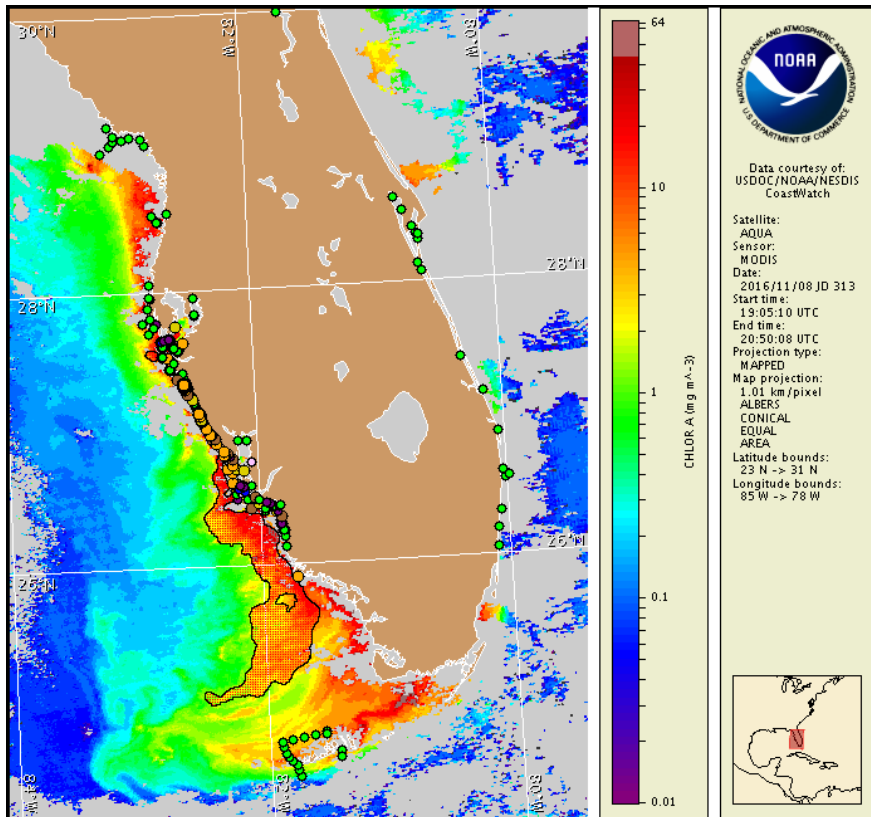 30°N
82°W
80°W
28°N
28°N
26°N
26°N
84°W
82°W
80°W
64
10
1
0.1
0.01
CHLOR A (mg m^-3)
NATIONAL OCEANIC AND ATMOSPHERIC ADMINISTRATION
NOAA
U.S. DEPARTMENT OF COMMERCE
Data courtesy of:
USDOC/NOAA/NESDIS
CoastWatch
Satellite:
AQUA
Sensor:
MODIS
Date:
2016/11/08 JD 313
Start time:
19:05:10 UTC
End time:
20:50:08 UTC
Projection type:
MAPPED
Map projection:
1.01 km/pixel
ALBERS
CONICAL
EQUAL
AREA
Latitude bounds:
23 N -> 31 N
Longitude bounds:
85 W -> 78 W